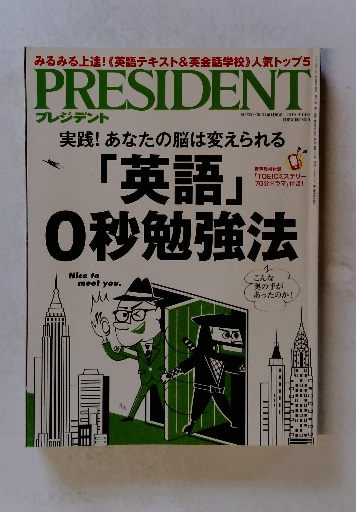 みるみる上達!《英語テキスト&英会話学校》人気トップ5
PRESIDENT
プレジデント
実践! あなたの脳は変えられる
「英語」
0秒勉強法
「TOEICミステリー
70分ドラマ」付き!
Nice to
meet you.
こんな
奥の手が
あったのか!